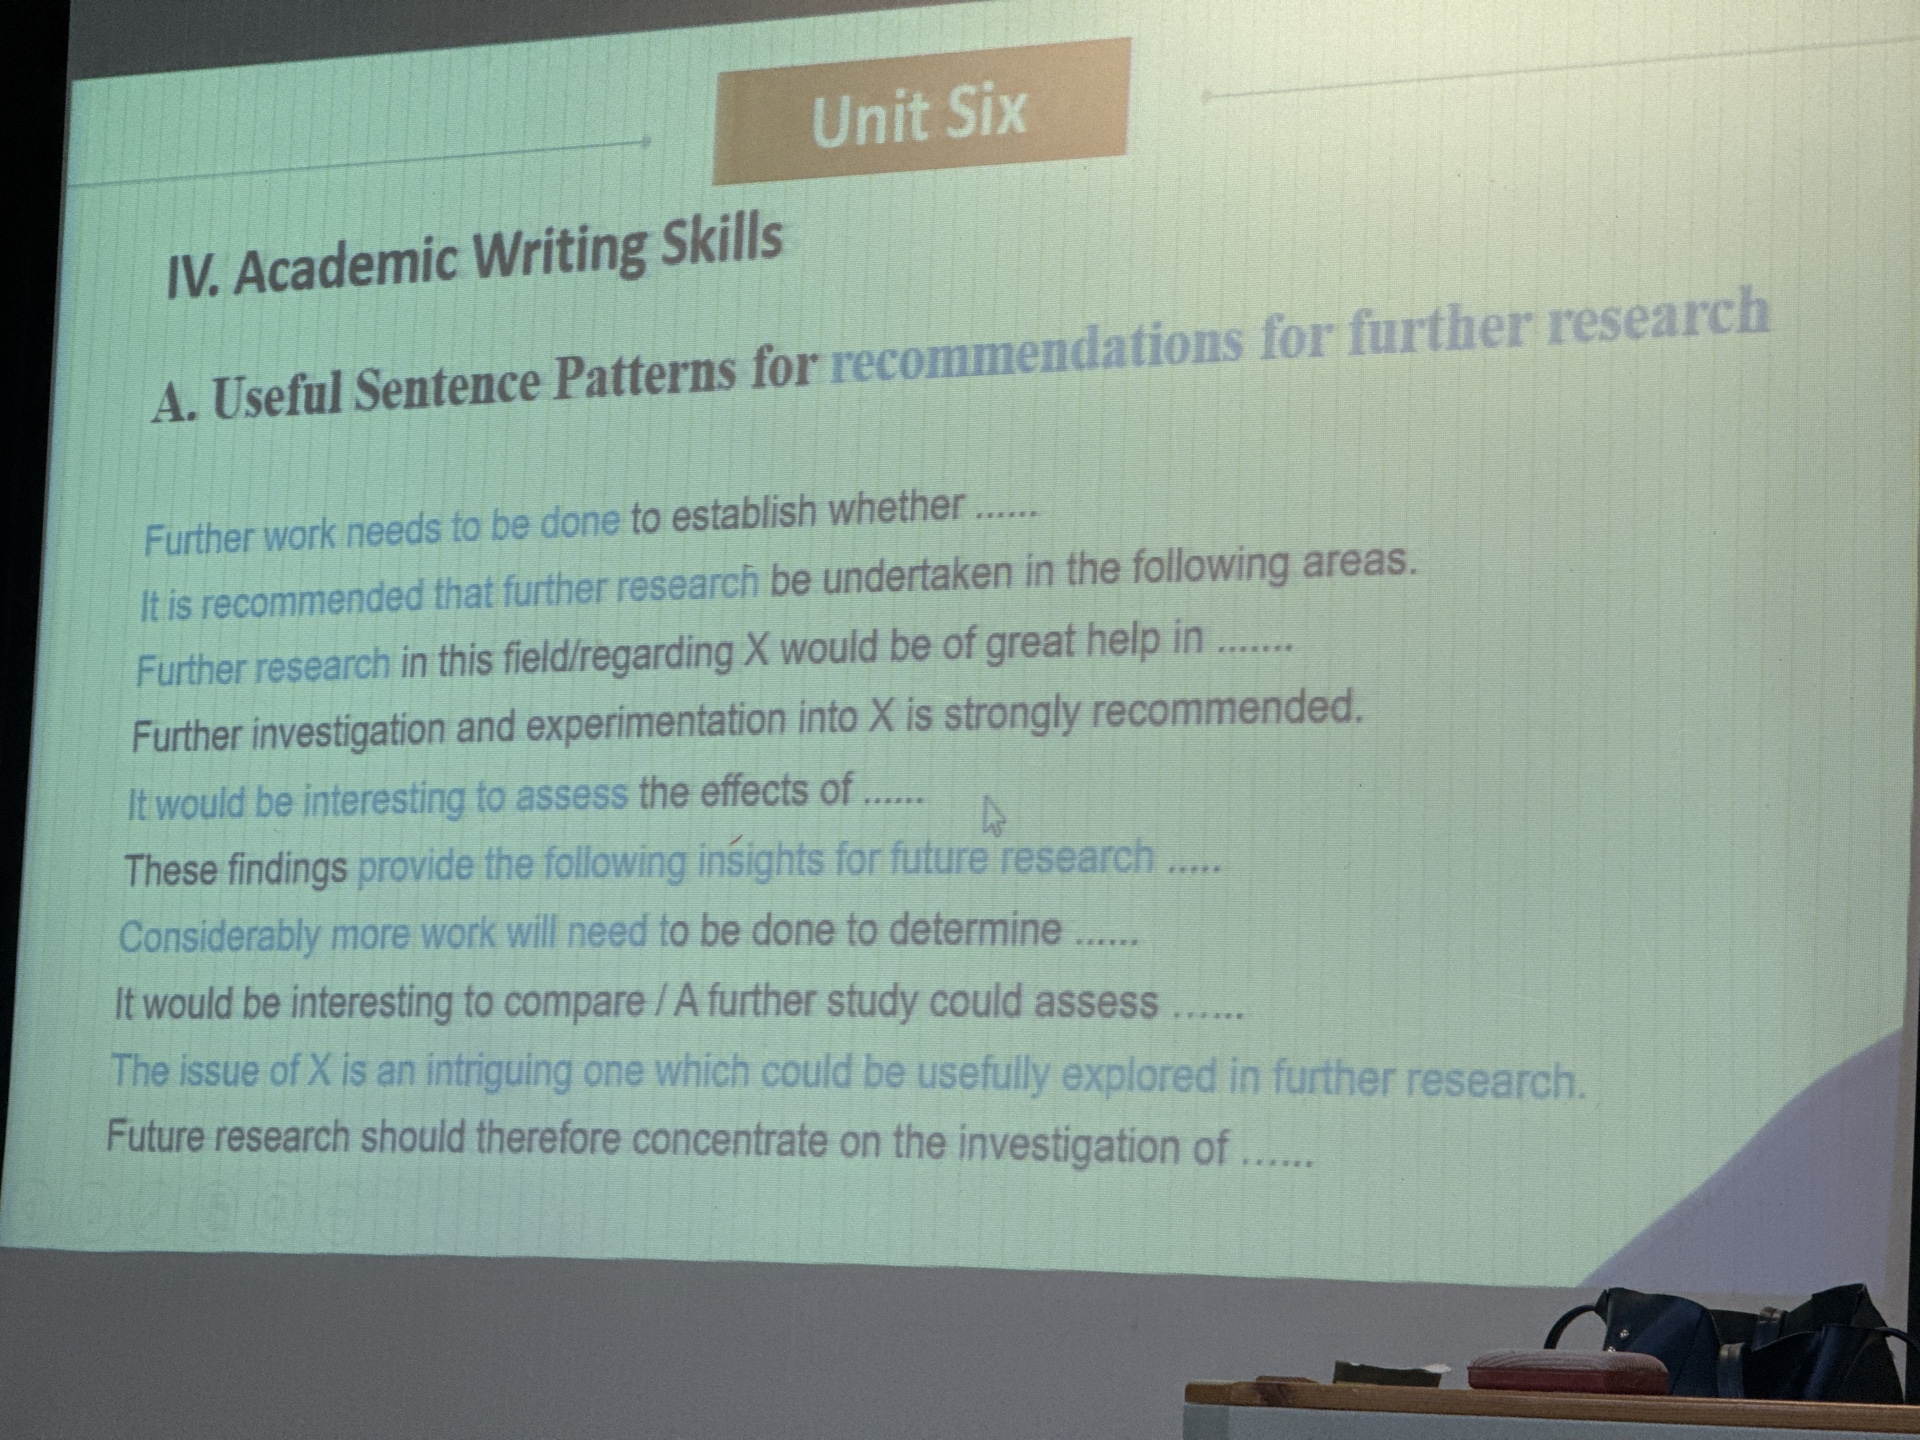 Unit Six
IV. Academic Writing Skills
A. Useful Sentence Patterns for recommendations for further research
Further work needs to be done to establish whether ......
It is recommended that further research be undertaken in the following areas.
Further research in this field/regarding X would be of great help in .......
Further investigation and experimentation into X is strongly recommended.
It would be interesting to assess the effects of ......
These findings provide the following insights for future research .....
Considerably more work will need to be done to determine ......
It would be interesting to compare / A further study could assess ......
The issue of X is an intriguing one which could be usefully explored in further research.
Future research should therefore concentrate on the investigation of ......